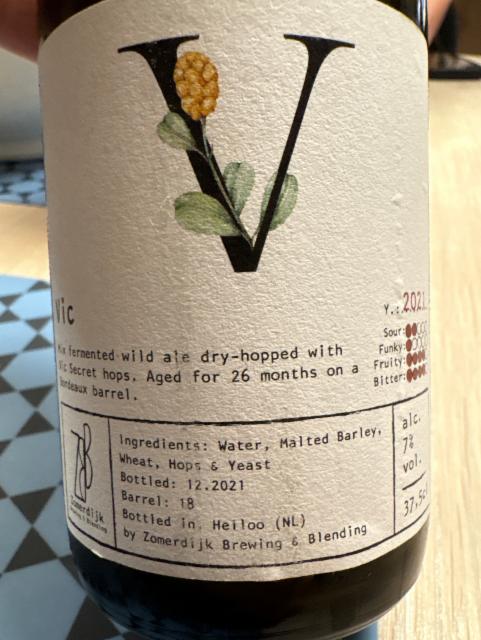 V
Vic
Y.: 2021
Sour:
Funky:
Fruity:
Bitter:
Mix fermented wild ale dry-hopped with
Vic Secret hops. Aged for 26 months on a
Bordeaux barrel.
Ingredients: Water, Malted Barley,
Wheat, Hops & Yeast
Bottled: 12.2021
Barrel: 18
Bottled in: Heiloo (NL)
by Zomerdijk Brewing & Blending
Zomerdijk
Brewing & Blending
alc.
7%
vol.
37,5cl